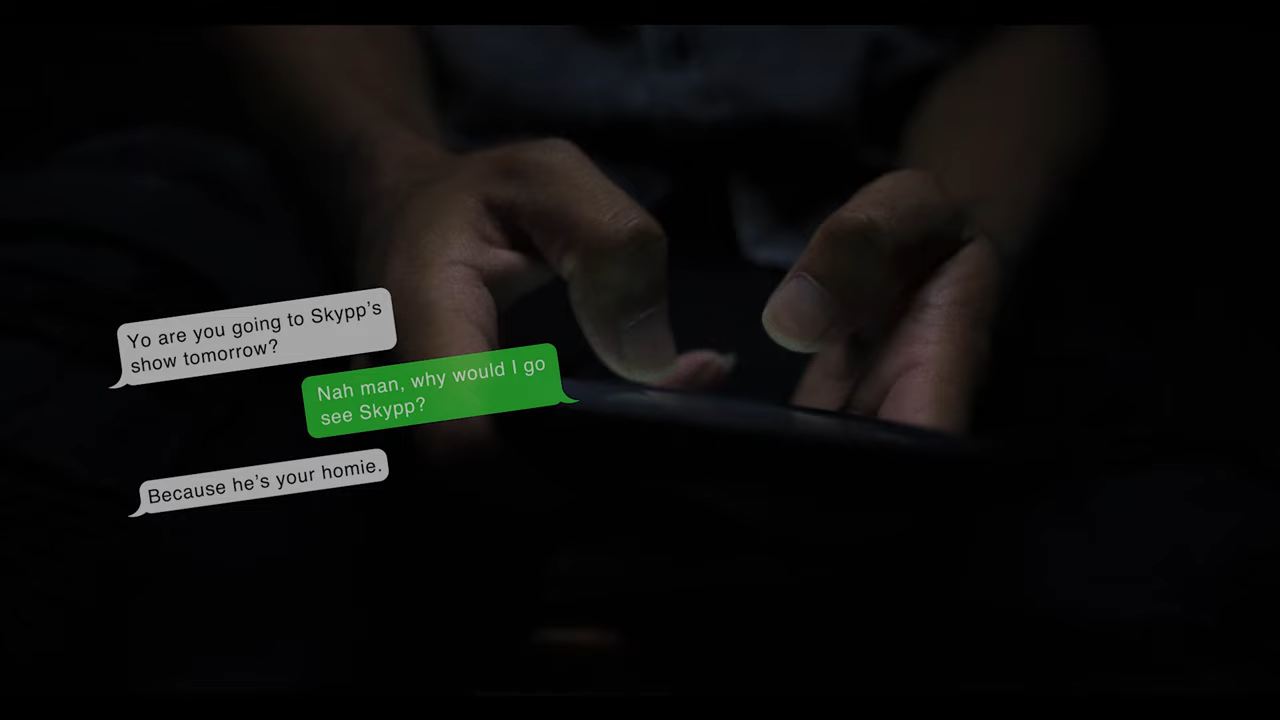 Yo are you going to Skypp's
show tomorrow?
Nah man, why would I go
see Skypp?
Because he's your homie.